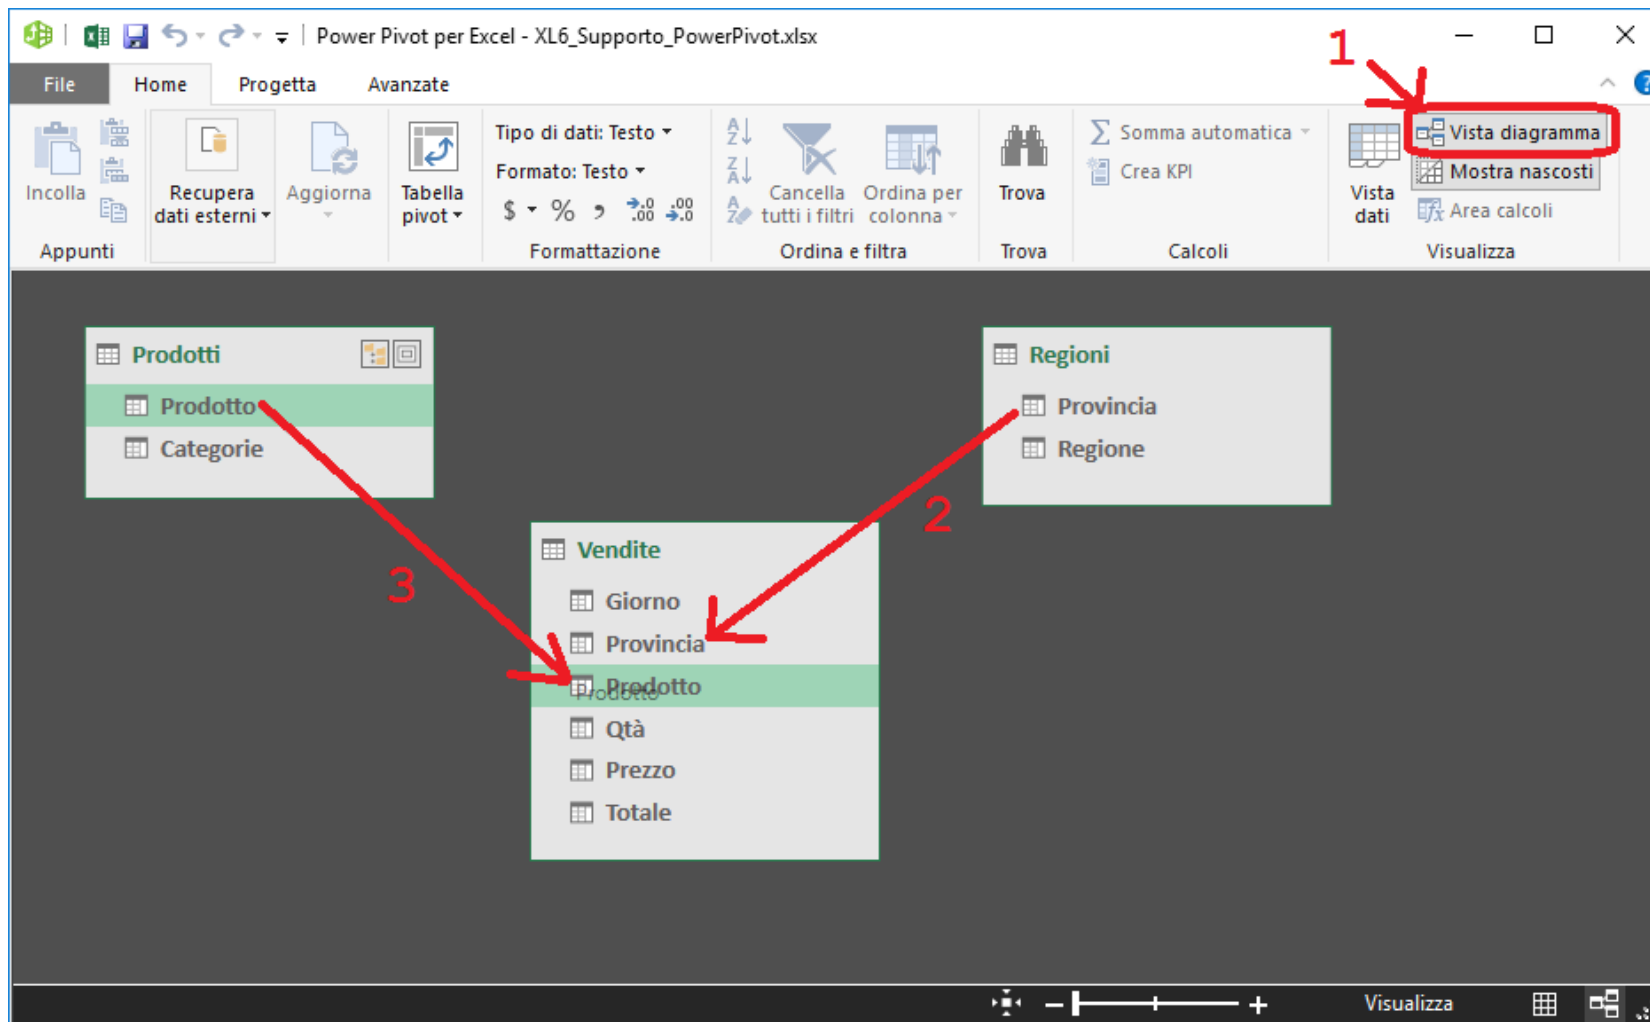 Power Pivot per Excel - XL6_Supporto_PowerPivot.xlsx
1
File Home Progetta Avanzate
Incolla
Recupera dati esterni
Aggiorna
Tabella pivot
Tipo di dati: Testo
Formato: Testo
$ % .00 .00
Cancella tutti i filtri
Ordina per colonna
Trova
Somma automatica
Crea KPI
Vista dati
Vista diagramma
Mostra nascosti
Area calcoli
Appunti Formattazione Ordina e filtra Trova Calcoli Visualizza
Prodotti
Prodotto
Categorie
Regioni
Provincia
Regione
2
3
Vendite
Giorno
Provincia
Prodotto
Prodotto
Qtà
Prezzo
Totale
Visualizza